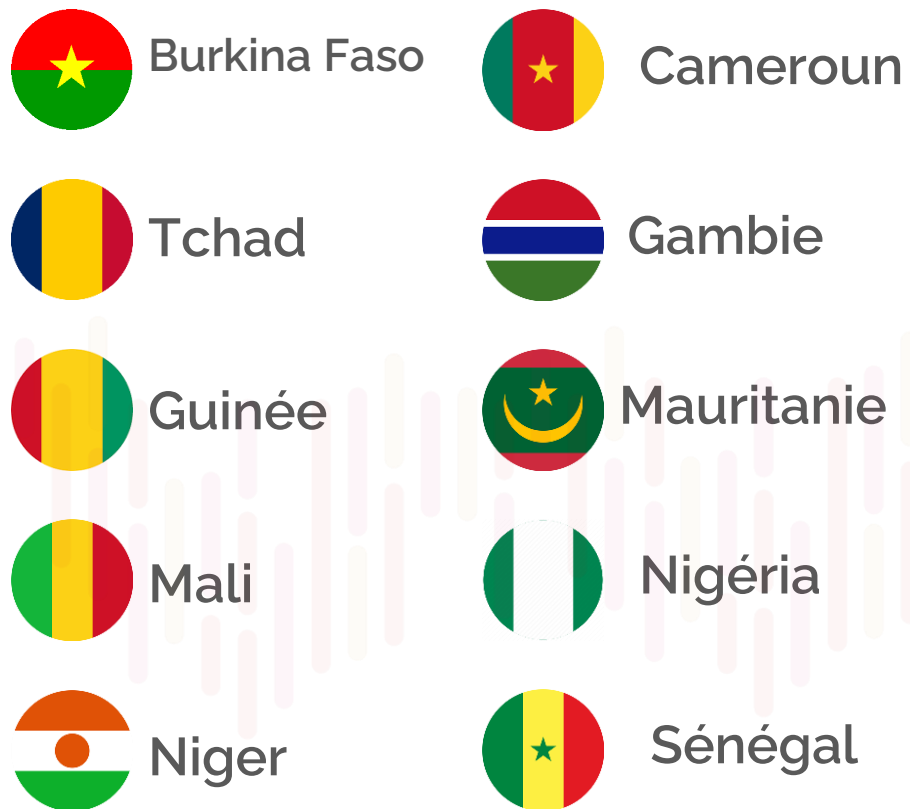 Burkina Faso
Cameroun
Tchad
Gambie
Guinée
Mauritanie
Mali
Nigéria
Niger
Sénégal